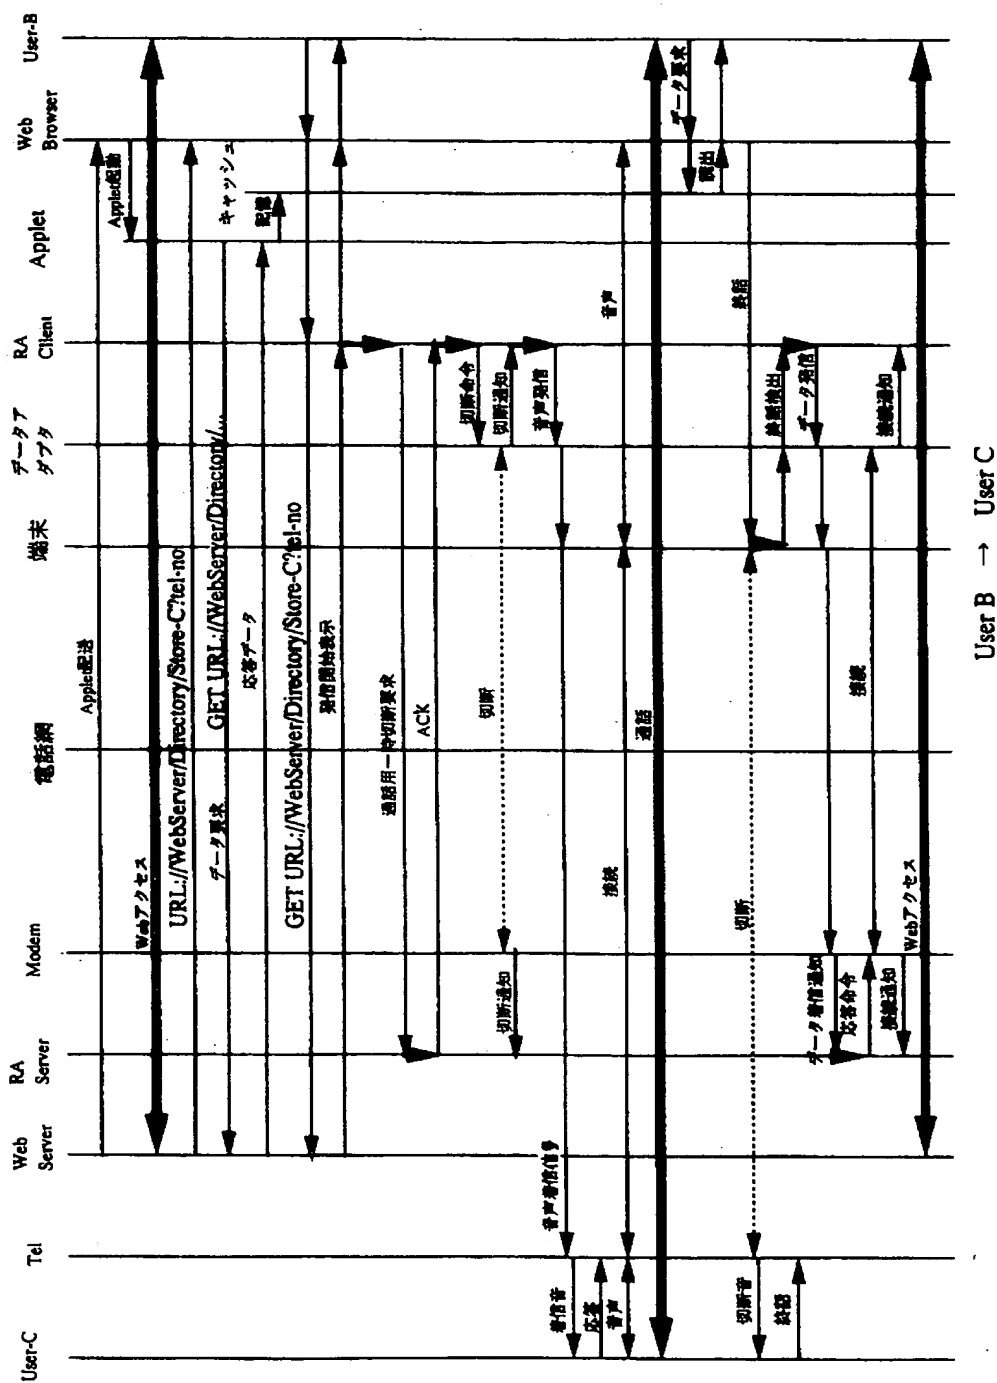 User-C
Tel
Web
Server
RA
Server
Modem
電話網
端末
データア
ダプタ
RA
Client
Applet
Web
Browser
User-B
Applet配送
Applet起動
Webアクセス
URL://WebServer/Directory/Store-C?tel-no
データ要求
GET URL://WebServer/Directory/...
キャッシュ
応答データ
記憶
GET URL://WebServer/Directory/Store-C?tel-no
発信開始表示
通話用一時切断要求
ACK
切断命令
切断通知
切断
切断通知
音声発信
音声着信信号
着信音
応答
音声
接続
音声
通話
データ要求
読出
終話
切断
切断音
終話
終話検出
データ発信
データ着信通知
応答命令
接続
接続通知
接続通知
Webアクセス
User B → User C